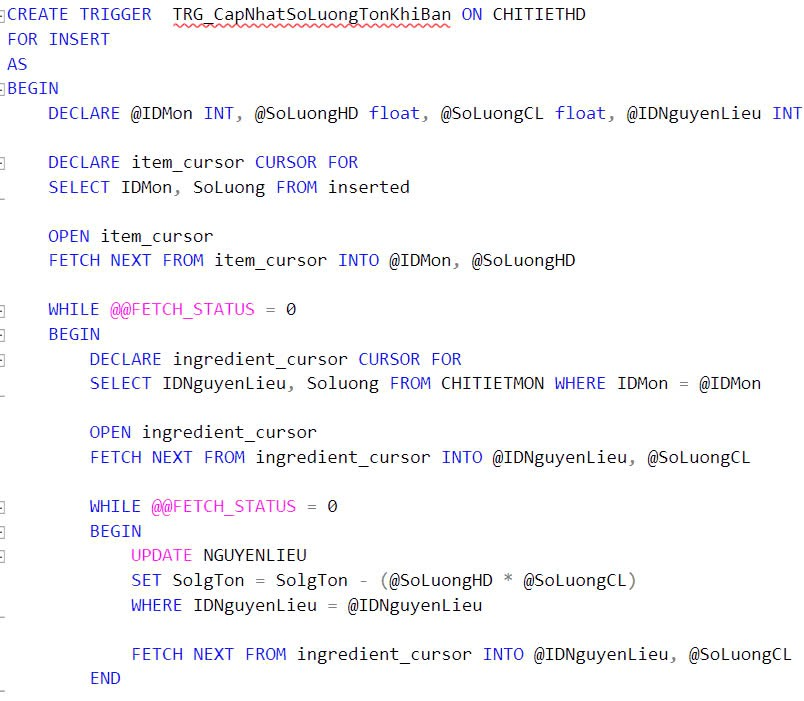 CREATE TRIGGER  TRG_CapNhatSoLuongTonKhiBan ON CHITIETHD
FOR INSERT
AS
BEGIN
    DECLARE @IDMon INT, @SoLuongHD float, @SoLuongCL float, @IDNguyenLieu INT
    DECLARE item_cursor CURSOR FOR
    SELECT IDMon, SoLuong FROM inserted
    OPEN item_cursor
    FETCH NEXT FROM item_cursor INTO @IDMon, @SoLuongHD
    WHILE @@FETCH_STATUS = 0
    BEGIN
        DECLARE ingredient_cursor CURSOR FOR
        SELECT IDNguyenLieu, Soluong FROM CHITIETMON WHERE IDMon = @IDMon
        OPEN ingredient_cursor
        FETCH NEXT FROM ingredient_cursor INTO @IDNguyenLieu, @SoLuongCL
        WHILE @@FETCH_STATUS = 0
        BEGIN
            UPDATE NGUYENLIEU
            SET SolgTon = SolgTon - (@SoLuongHD * @SoLuongCL)
            WHERE IDNguyenLieu = @IDNguyenLieu
            FETCH NEXT FROM ingredient_cursor INTO @IDNguyenLieu, @SoLuongCL
        END